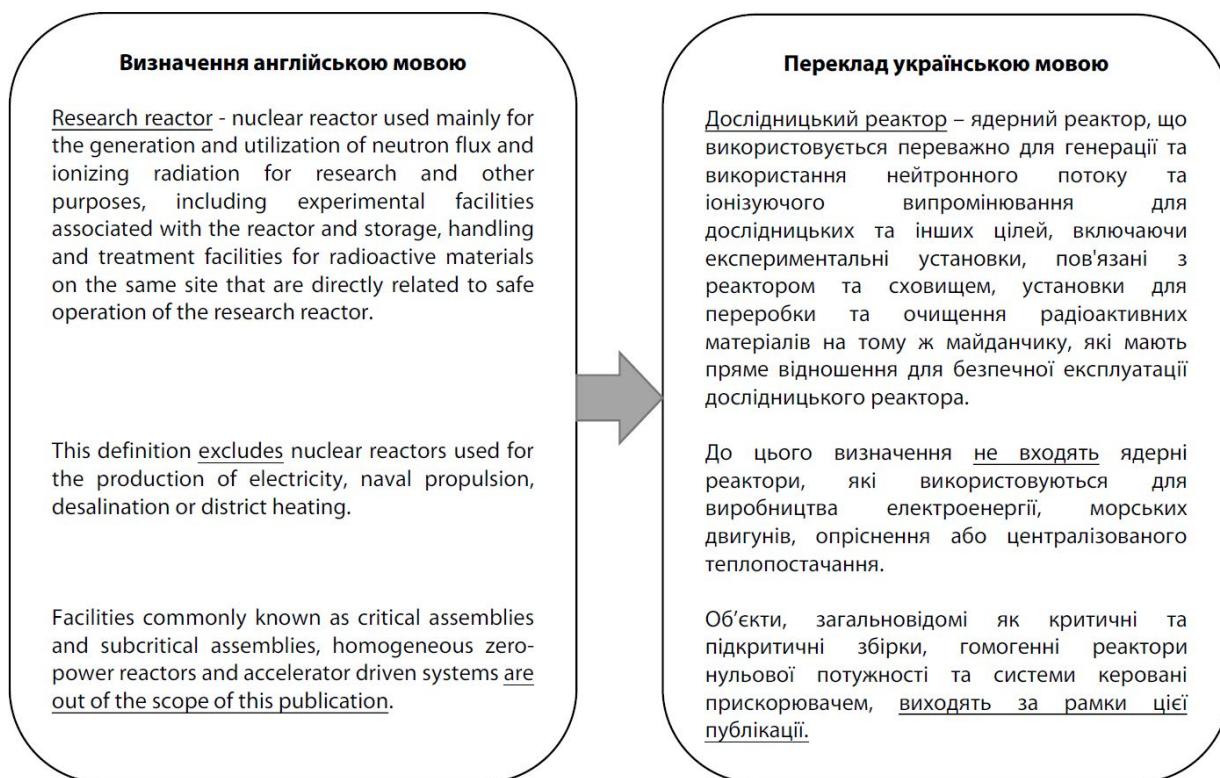 Визначення англійською мовою
Research reactor - nuclear reactor used mainly for
the generation and utilization of neutron flux and
ionizing radiation for research and other
purposes, including experimental facilities
associated with the reactor and storage, handling
and treatment facilities for radioactive materials
on the same site that are directly related to safe
operation of the research reactor.
This definition excludes nuclear reactors used for
the production of electricity, naval propulsion,
desalination or district heating.
Facilities commonly known as critical assemblies
and subcritical assemblies, homogeneous zero-
power reactors and accelerator driven systems are
out of the scope of this publication.
Переклад українською мовою
Дослідницький реактор – ядерний реактор, що
використовується переважно для генерації та
використання нейтронного потоку та
іонізуючого випромінювання для
дослідницьких та інших цілей, включаючи
експериментальні установки, пов'язані з
реактором та сховищем, установки для
переробки та очищення радіоактивних
матеріалів на тому ж майданчику, які мають
пряме відношення для безпечної експлуатації
дослідницького реактора.
До цього визначення не входять ядерні
реактори, які використовуються для
виробництва електроенергії, морських
двигунів, опріснення або централізованого
теплопостачання.
Об’єкти, загальновідомі як критичні та
підкритичні збірки, гомогенні реактори
нульової потужності та системи керовані
прискорювачем, виходять за рамки цієї
публікації.